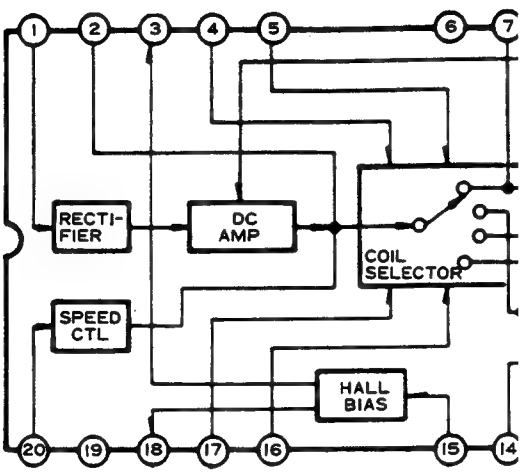 1 2 3 4 5 6 7
RECTI-
FIER
DC
AMP
COIL
SELECTOR
SPEED
CTL
HALL
BIAS
20 19 18 17 16 15 14